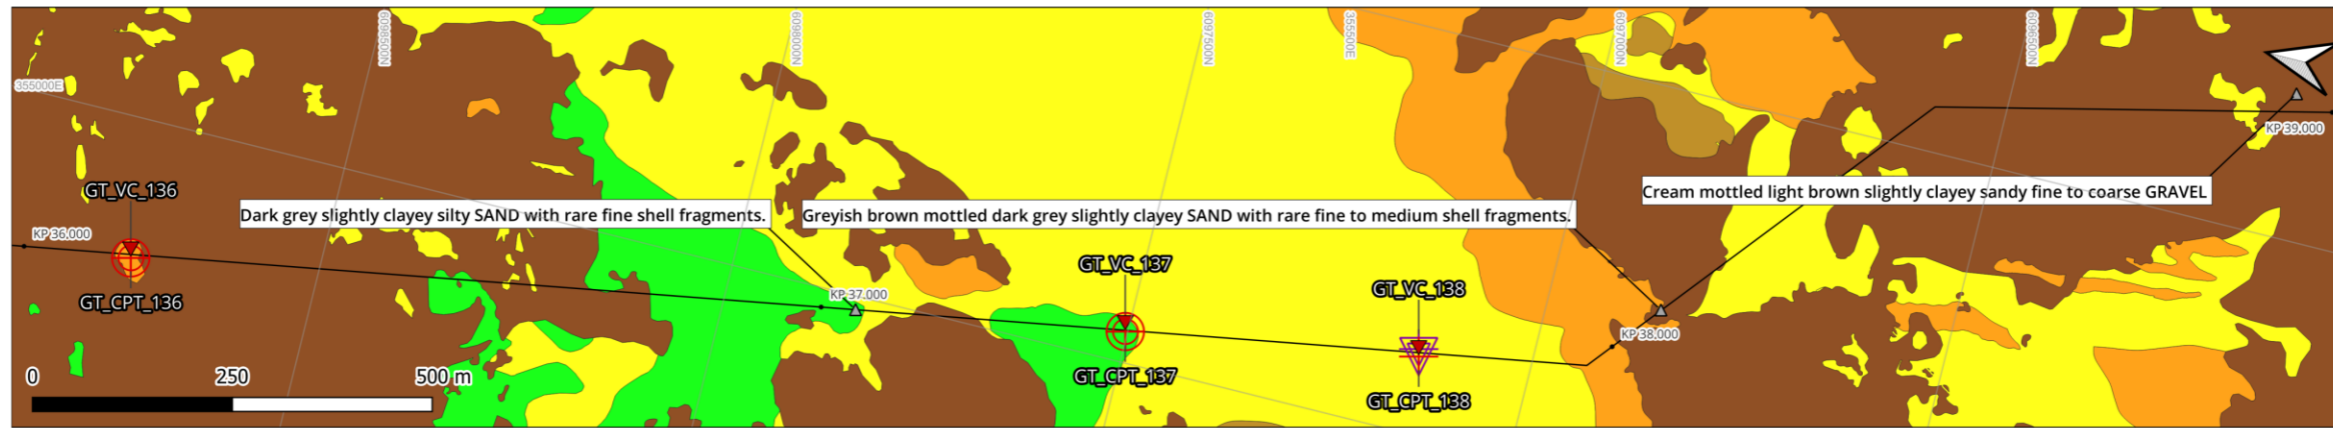 6098500N
6098000N
6097500N
355500E
6097000N
6096500N
355000E
KP 39.000
GT_VC_136
Cream mottled light brown slightly clayey sandy fine to coarse GRAVEL
Dark grey slightly clayey silty SAND with rare fine shell fragments.
Greyish brown mottled dark grey slightly clayey SAND with rare fine to medium shell fragments.
KP 36.000
GT_VC_137
GT_VC_138
KP 37.000
GT_CPT_136
KP 38.000
GT_CPT_137
GT_CPT_138
0 250 500 m